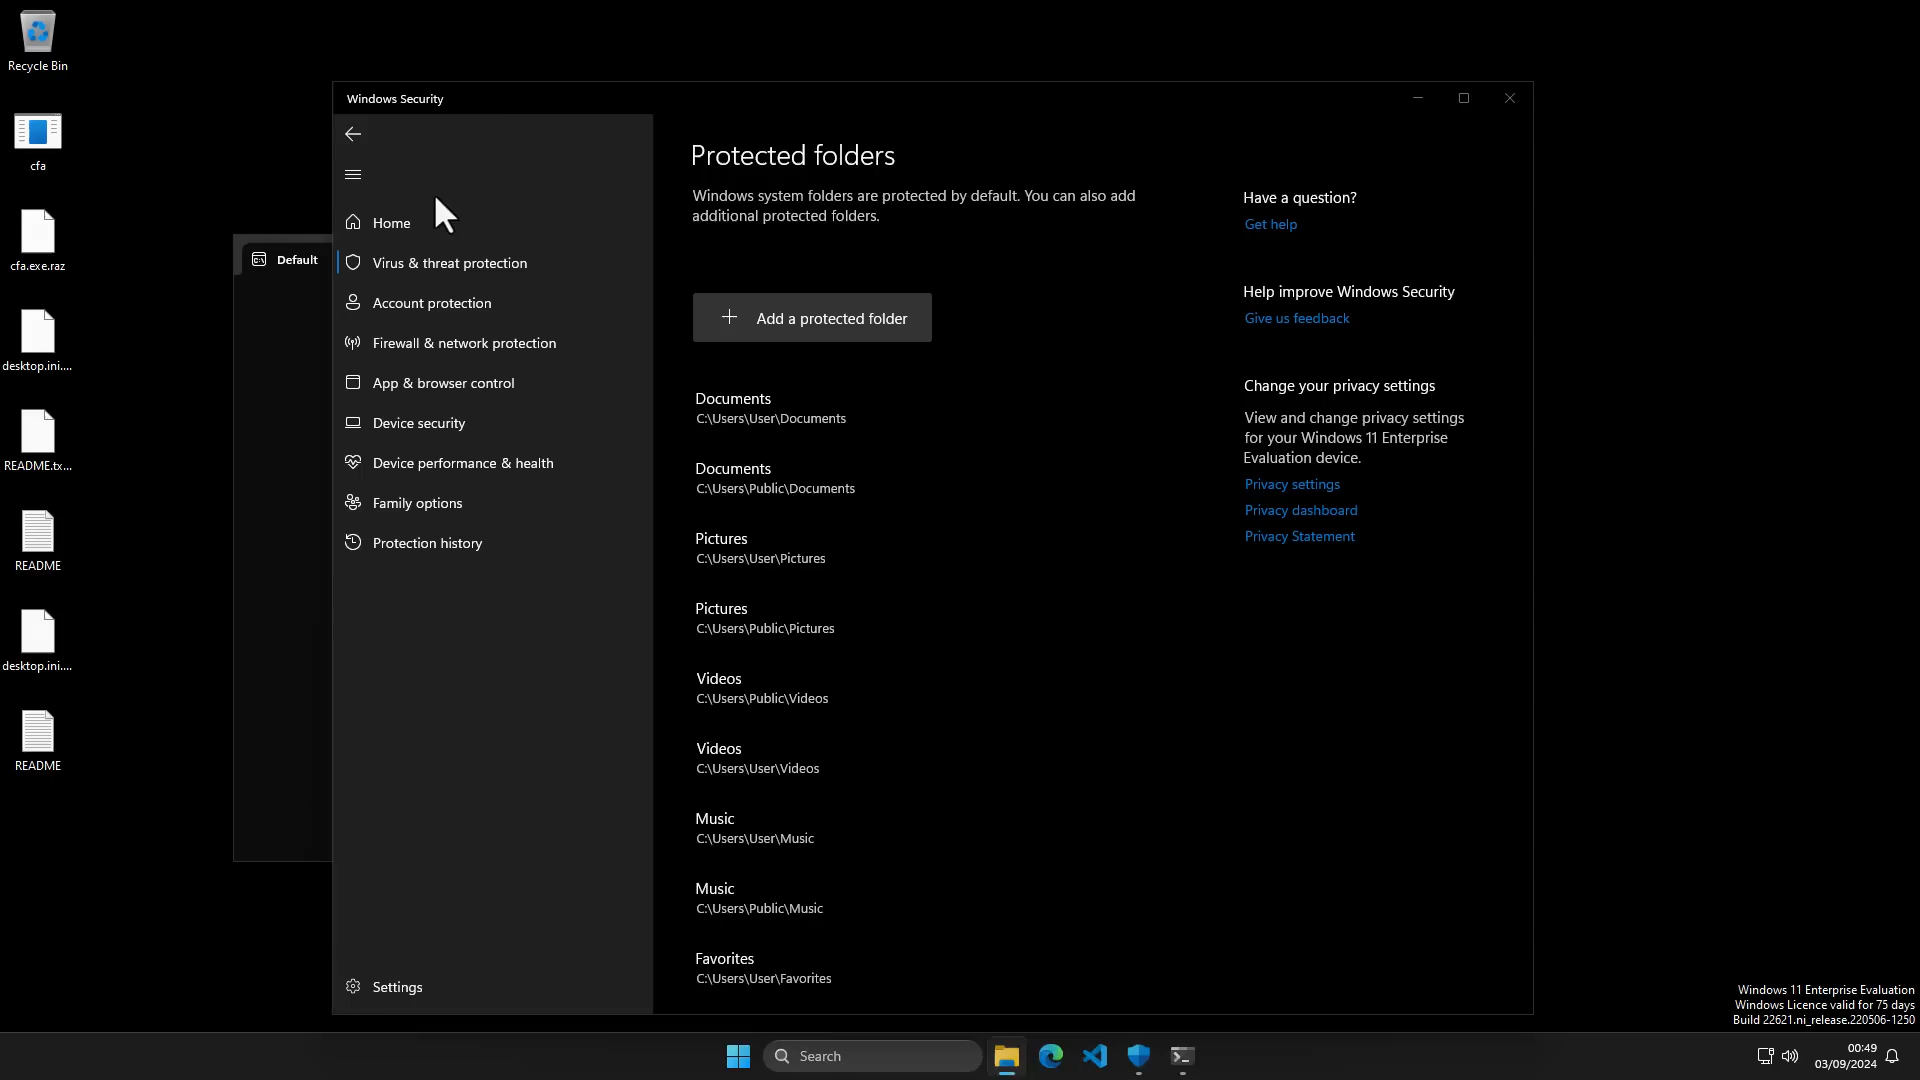 Recycle Bin
cfa
cfa.exe.raz
desktop.ini....
README.tx...
README
desktop.ini....
README
Default
Windows Security
Home
Virus & threat protection
Account protection
Firewall & network protection
App & browser control
Device security
Device performance & health
Family options
Protection history
Settings
Protected folders
Windows system folders are protected by default. You can also add
additional protected folders.
Add a protected folder
Documents
C:\Users\User\Documents
Documents
C:\Users\Public\Documents
Pictures
C:\Users\User\Pictures
Pictures
C:\Users\Public\Pictures
Videos
C:\Users\Public\Videos
Videos
C:\Users\User\Videos
Music
C:\Users\User\Music
Music
C:\Users\Public\Music
Favorites
C:\Users\User\Favorites
Have a question?
Get help
Help improve Windows Security
Give us feedback
Change your privacy settings
View and change privacy settings
for your Windows 11 Enterprise
Evaluation device.
Privacy settings
Privacy dashboard
Privacy Statement
Windows 11 Enterprise Evaluation
Windows Licence valid for 75 days
Build 22621.ni_release.220506-1250
Search
00:49
03/09/2024